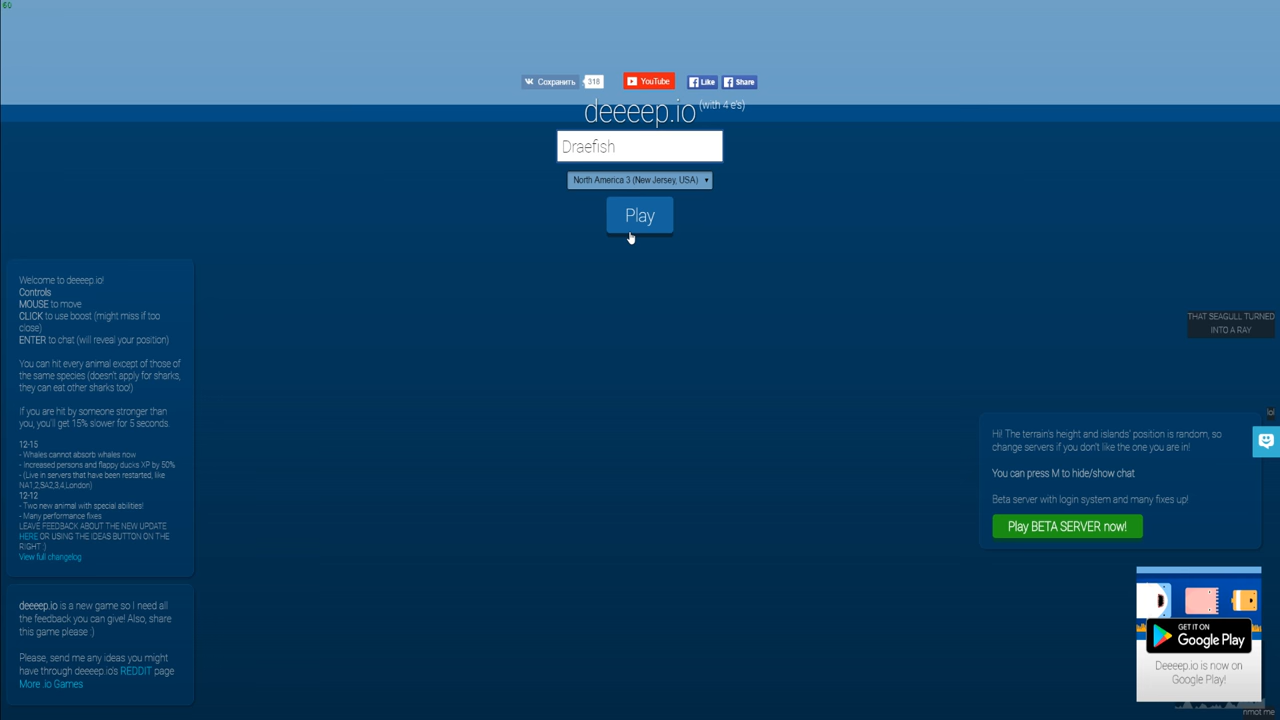 60
Сохранить 318 YouTube Like Share
deeeep.io (with 4 e's)
Draefish
North America 3 (New Jersey, USA)
Play
Welcome to deeeep.io!
Controls
MOUSE to move
CLICK to use boost (might miss if too
close)
ENTER to chat (will reveal your position)
You can hit every animal except of those of
the same species (doesn't apply for sharks,
they can eat other sharks too!)
If you are hit by someone stronger than
you, you'll get 15% slower for 5 seconds.
12-15
- Whales cannot absorb whales now
- Increased persons and flappy ducks XP by 50%
- (Live in servers that have been restarted, like
NA1,2,SA2,3,4,London)
12-12
- Two new animal with special abilities!
- Many performance fixes
LEAVE FEEDBACK ABOUT THE NEW UPDATE
HERE OR USING THE IDEAS BUTTON ON THE
RIGHT :)
View full changelog
deeeep.io is a new game so I need all
the feedback you can give! Also, share
this game please :)
Please, send me any ideas you might
have through deeeep.io's REDDIT page
More .io Games
THAT SEAGULL TURNED
INTO A RAY
lol
Hi! The terrain's height and islands' position is random, so
change servers if you don't like the one you are in!
You can press M to hide/show chat
Beta server with login system and many fixes up!
Play BETA SERVER now!
GET IT ON
Google Play
Deeeep.io is now on
Google Play!